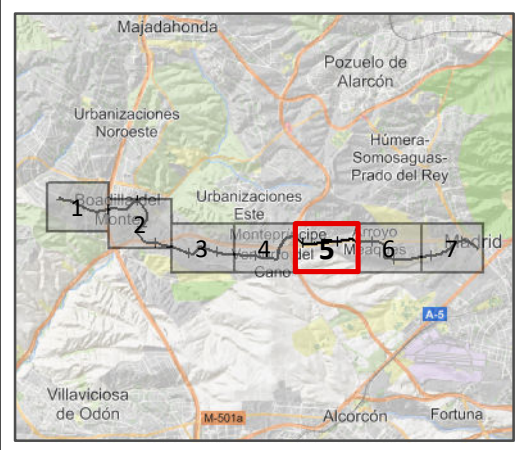 Majadahonda
Pozuelo de
Alarcón
Urbanizaciones
Noroeste
Húmera-
Somosaguas-
Prado del Rey
Boadilla del
Monte
1
2
Urbanizaciones
Este
Montepríncipe
Ventorro del
Cano
3
4
5
Arroyo
Meaques
6
7
Madrid
A-5
Villaviciosa
de Odón
M-501a
Alcorcón
Fortuna